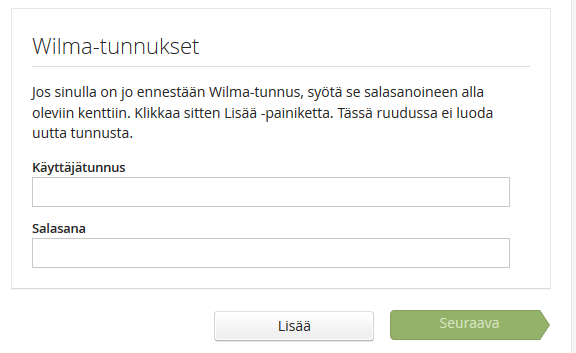 Wilma-tunnukset
Jos sinulla on jo ennestään Wilma-tunnus, syötä se salasanoineen alla
oleviin kenttiin. Klikkaa sitten Lisää -painiketta. Tässä ruudussa ei luoda
uutta tunnusta.
Käyttäjätunnus
Salasana
Lisää
Seuraava